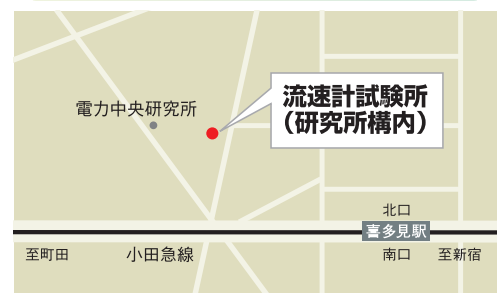 電力中央研究所
流速計試験所
（研究所構内）
北口
喜多見駅
至町田
小田急線
南口
至新宿